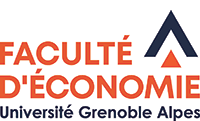 FACULTÉ
D'ÉCONOMIE
Université Grenoble Alpes